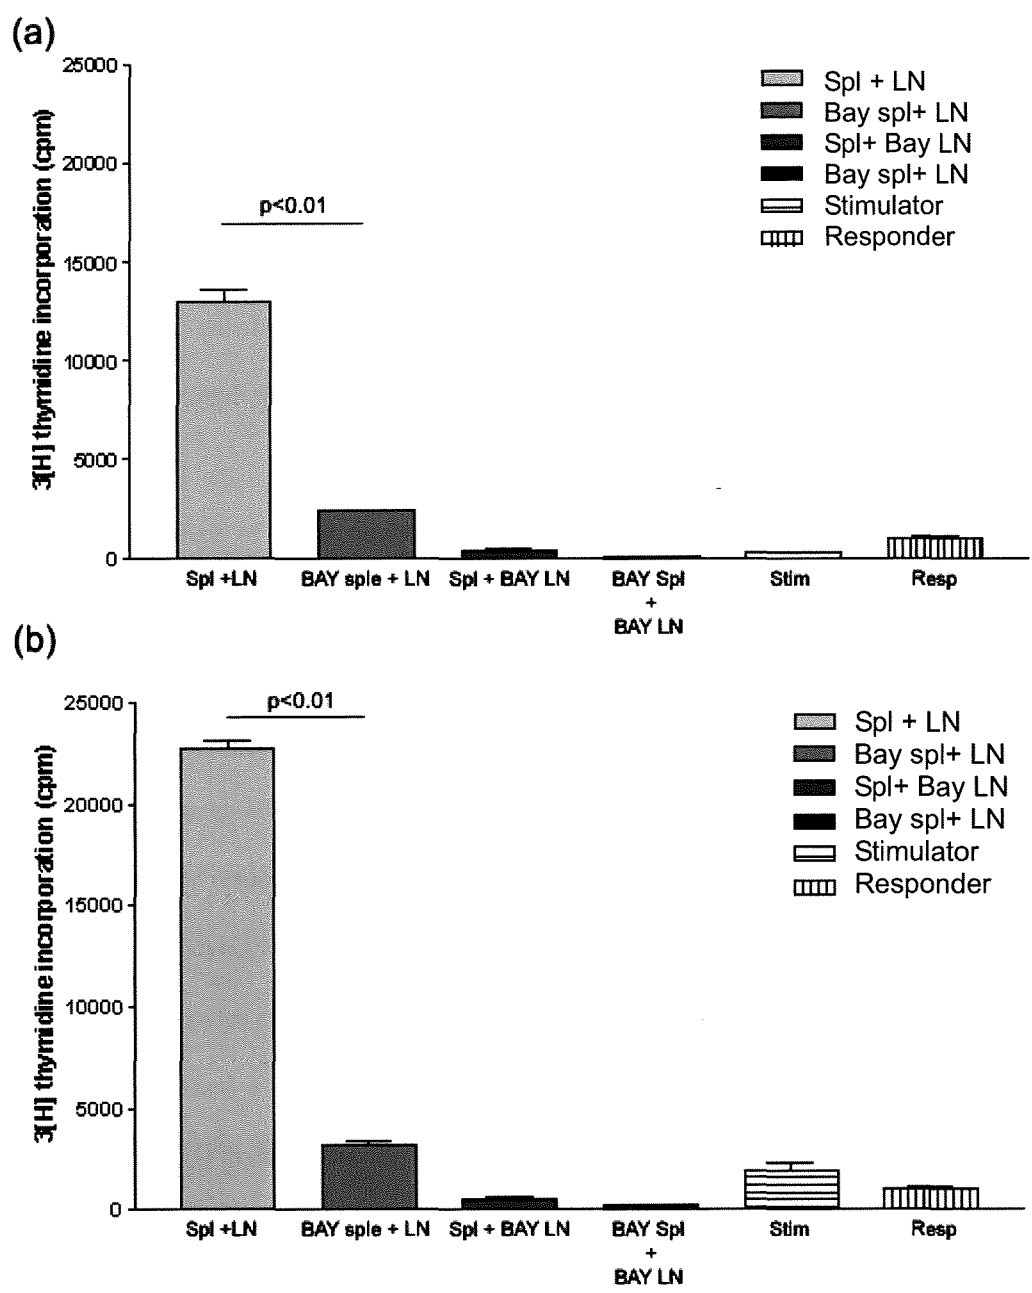 (a)
25000
20000
15000
10000
5000
0
3[H] thymidine incorporation (cpm)
p<0.01
Spl + LN
Bay spl+ LN
Spl+ Bay LN
Bay spl+ LN
Stimulator
Responder
Spl +LN
BAY sple + LN
Spl + BAY LN
BAY Spl
+
BAY LN
Stim
Resp
(b)
25000
20000
15000
10000
5000
0
3[H] thymidine incorporation (cpm)
p<0.01
Spl + LN
Bay spl+ LN
Spl+ Bay LN
Bay spl+ LN
Stimulator
Responder
Spl +LN
BAY sple + LN
Spl + BAY LN
BAY Spl
+
BAY LN
Stim
Resp